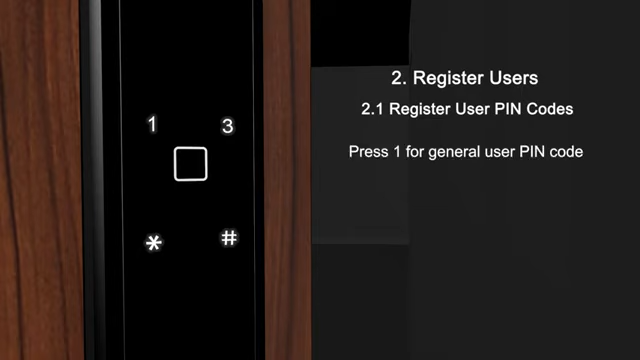 2. Register Users
2.1 Register User PIN Codes
Press 1 for general user PIN code
1 3
* #